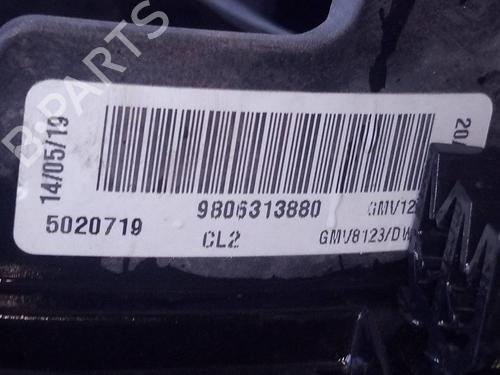 B-PARTS
14/05/19
5020719
9806313880
CL2
GMV12
GMV8123/DW
20/